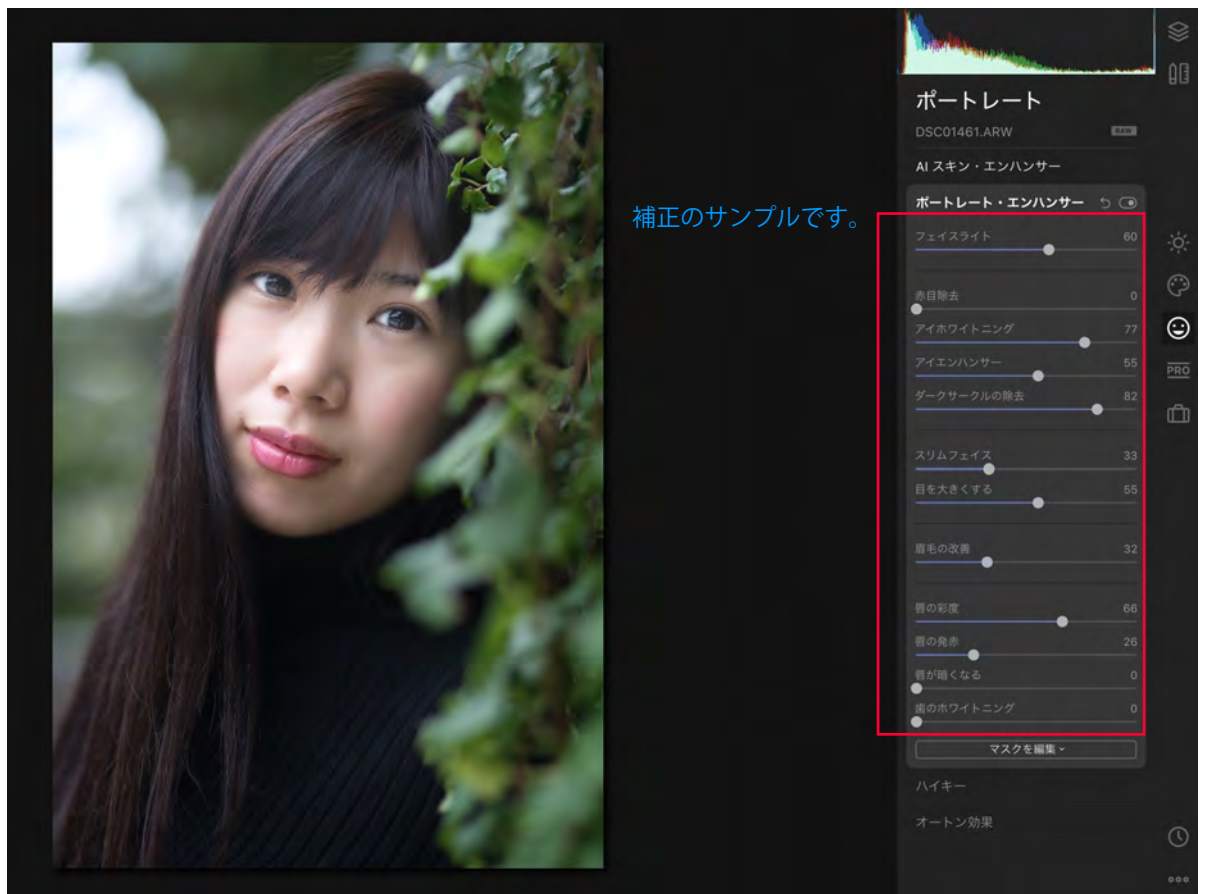 ポートレート
DSC01461.ARW RAW
AI スキン・エンハンサー
ポートレート・エンハンサー
補正のサンプルです。
フェイスライト 60
赤目除去 0
アイホワイトニング 77
アイエンハンサー 55
PRO
ダークサークルの除去 82
スリムフェイス 33
目を大きくする 55
眉毛の改善 32
唇の彩度 66
唇の発赤 26
唇が暗くなる 0
歯のホワイトニング 0
マスクを編集
ハイキー
オートン効果